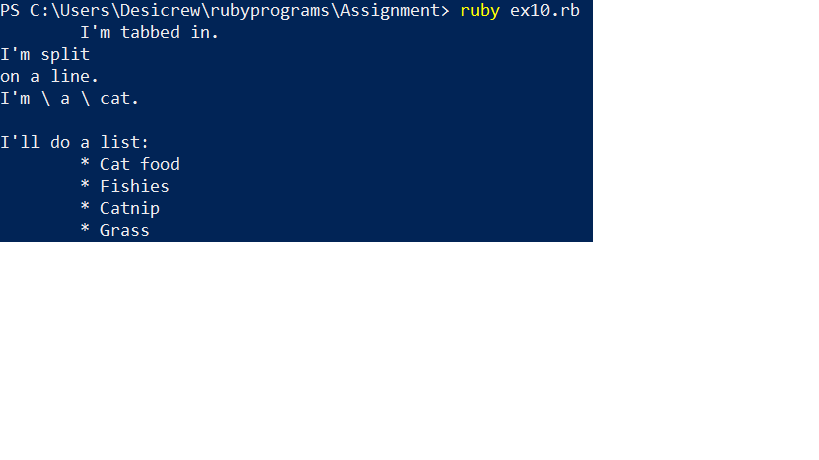 PS C:\Users\Desicrew\rubyprograms\Assignment> ruby ex10.rb
        I'm tabbed in.
I'm split
on a line.
I'm \ a \ cat.

I'll do a list:
        * Cat food
        * Fishies
        * Catnip
        * Grass